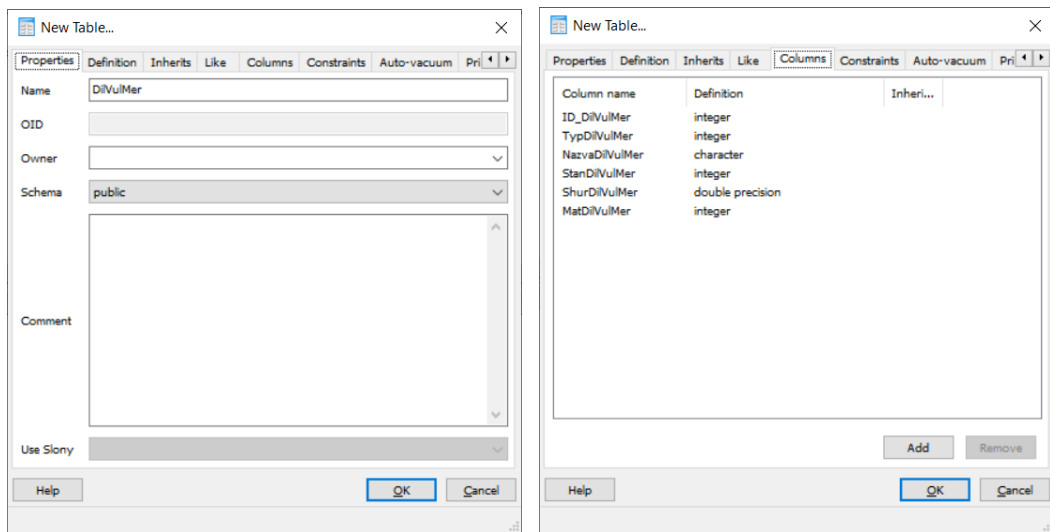 New Table...
Properties Definition Inherits Like Columns Constraints Auto-vacuum Pri
Name DilVulMer
OID
Owner
Schema public
Comment
Use Slony
Help OK Cancel
New Table...
Properties Definition Inherits Like Columns Constraints Auto-vacuum Pri
Column name Definition Inheri...
ID_DilVulMer integer
TypDilVulMer integer
NazvaDilVulMer character
StanDilVulMer integer
ShurDilVulMer double precision
MatDilVulMer integer
Add Remove
Help OK Cancel